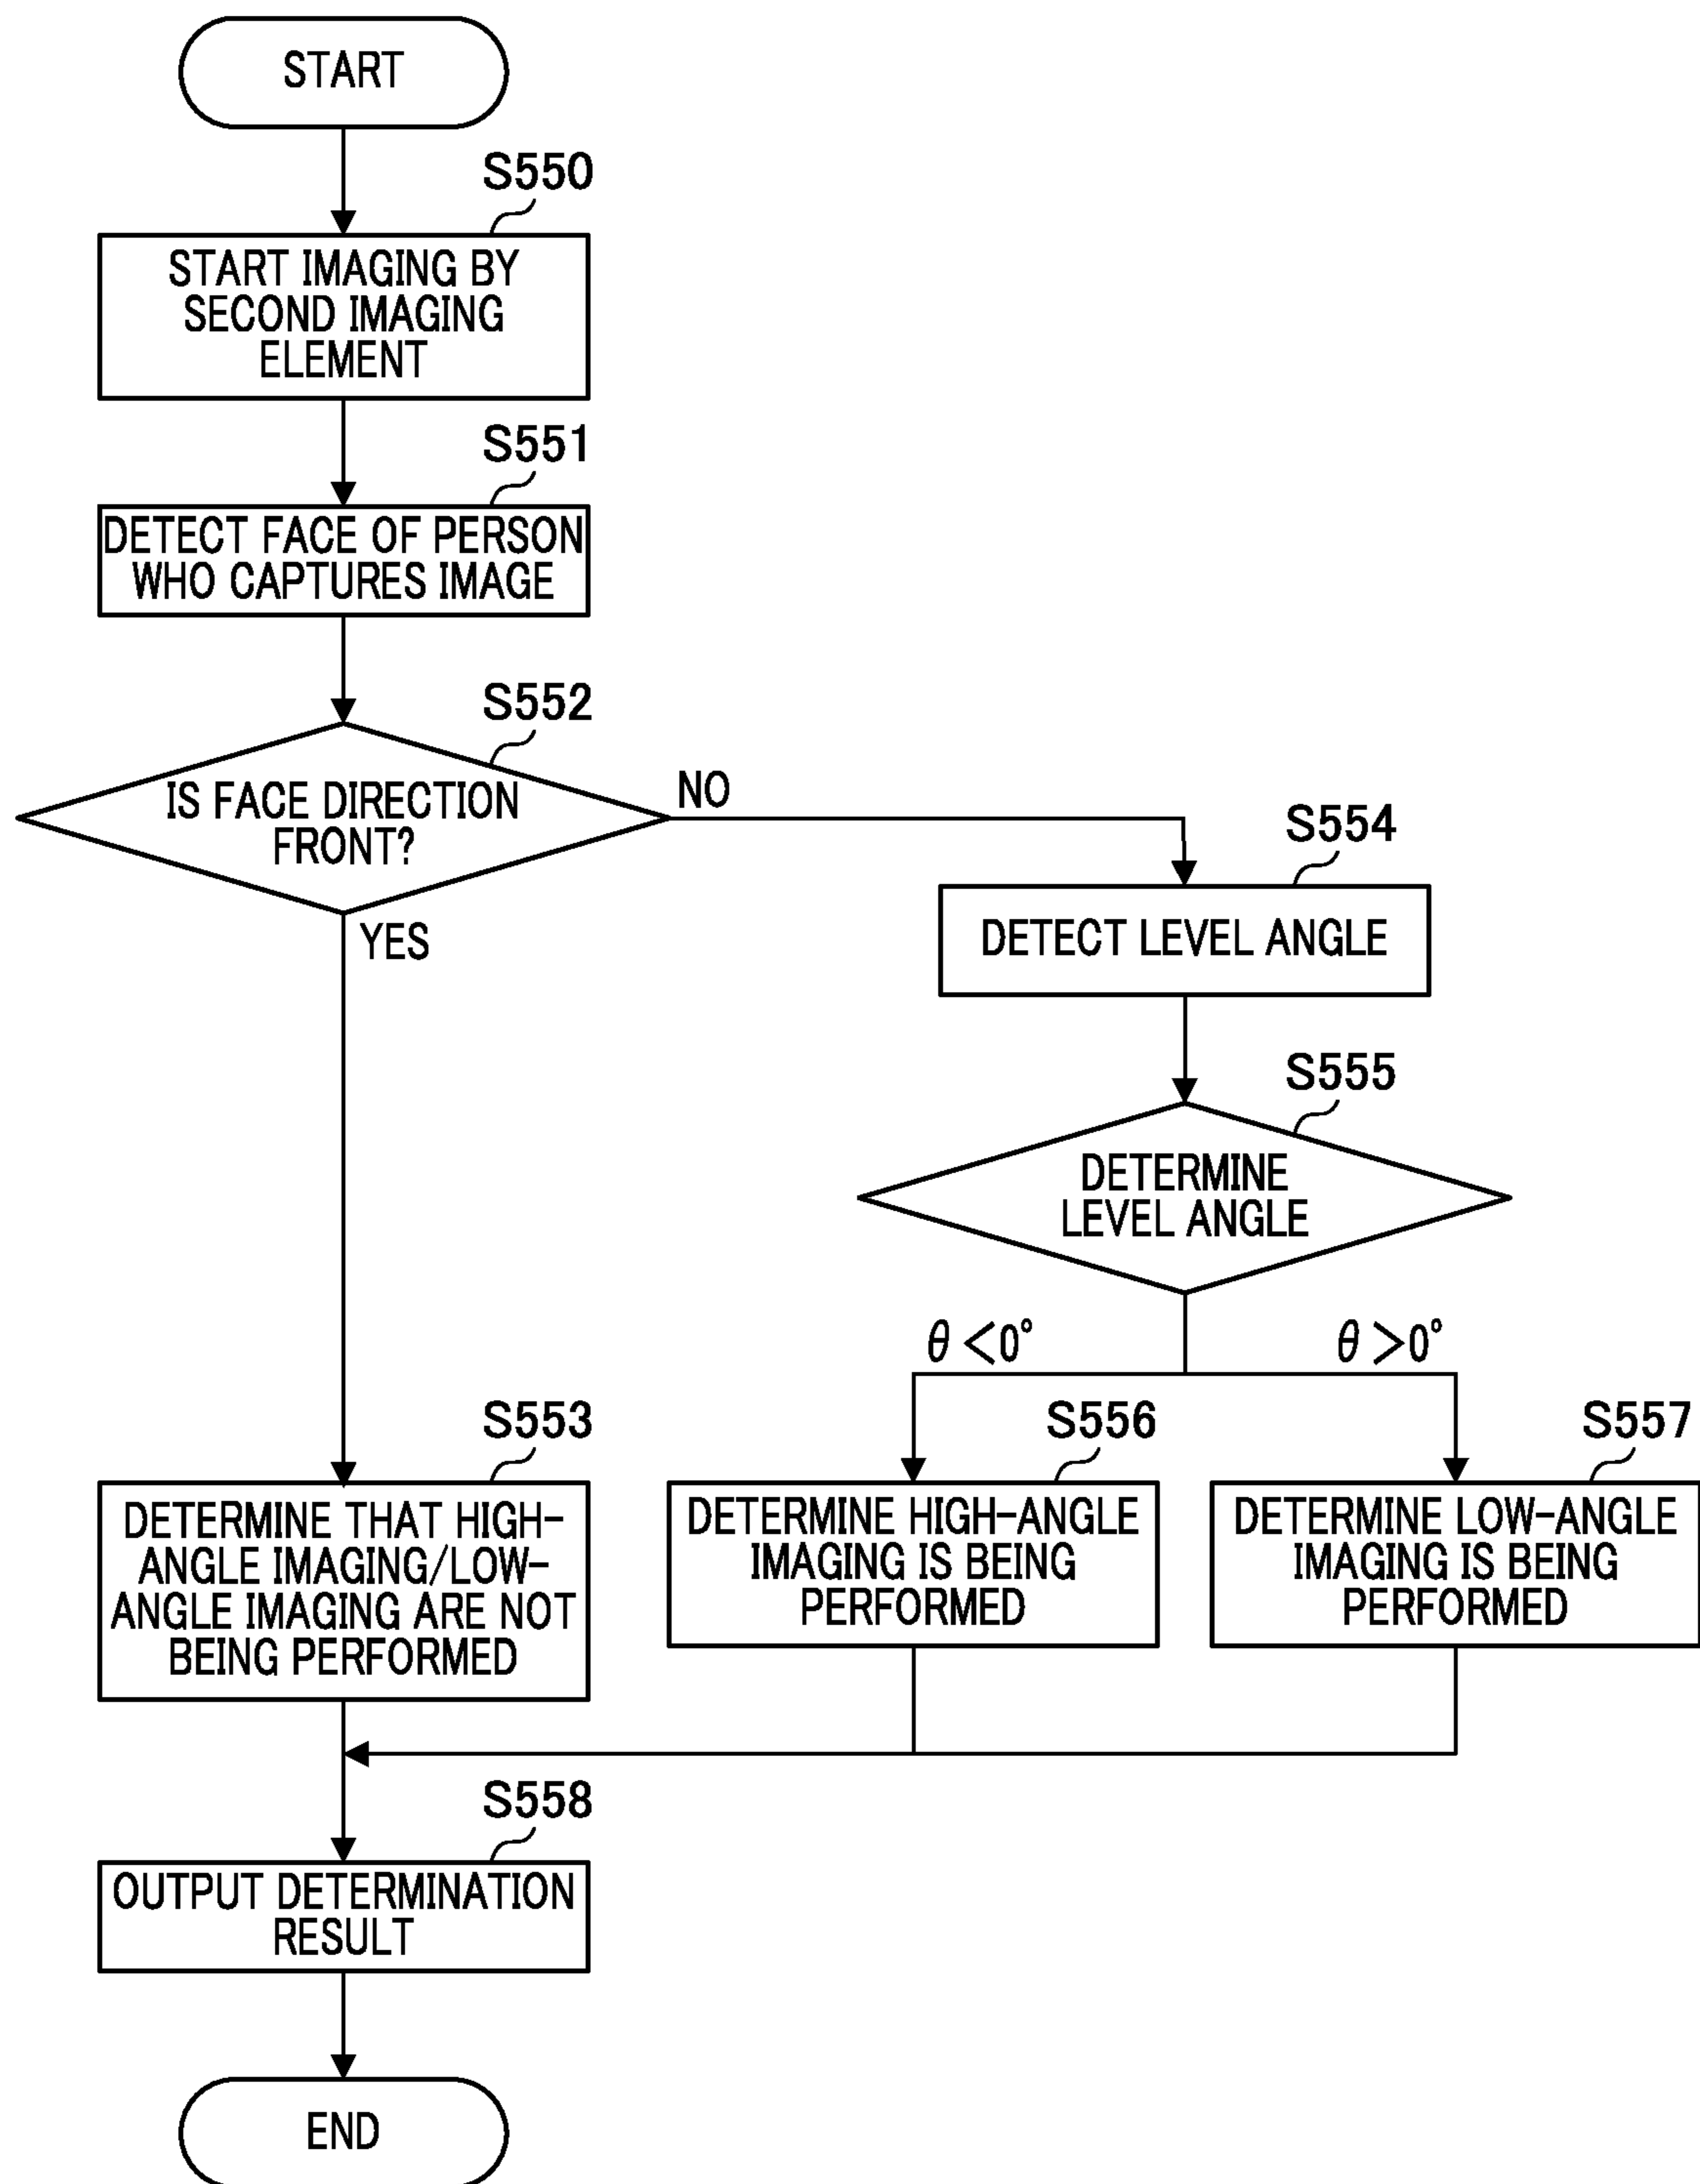 START
S550
START IMAGING BY
SECOND IMAGING
ELEMENT
S551
DETECT FACE OF PERSON
WHO CAPTURES IMAGE
S552
IS FACE DIRECTION
FRONT?
NO
YES
S554
DETECT LEVEL ANGLE
S555
DETERMINE
LEVEL ANGLE
θ <0°
θ >0°
S553
DETERMINE THAT HIGH-
ANGLE IMAGING/LOW-
ANGLE IMAGING ARE NOT
BEING PERFORMED
S556
DETERMINE HIGH-ANGLE
IMAGING IS BEING
PERFORMED
S557
DETERMINE LOW-ANGLE
IMAGING IS BEING
PERFORMED
S558
OUTPUT DETERMINATION
RESULT
END